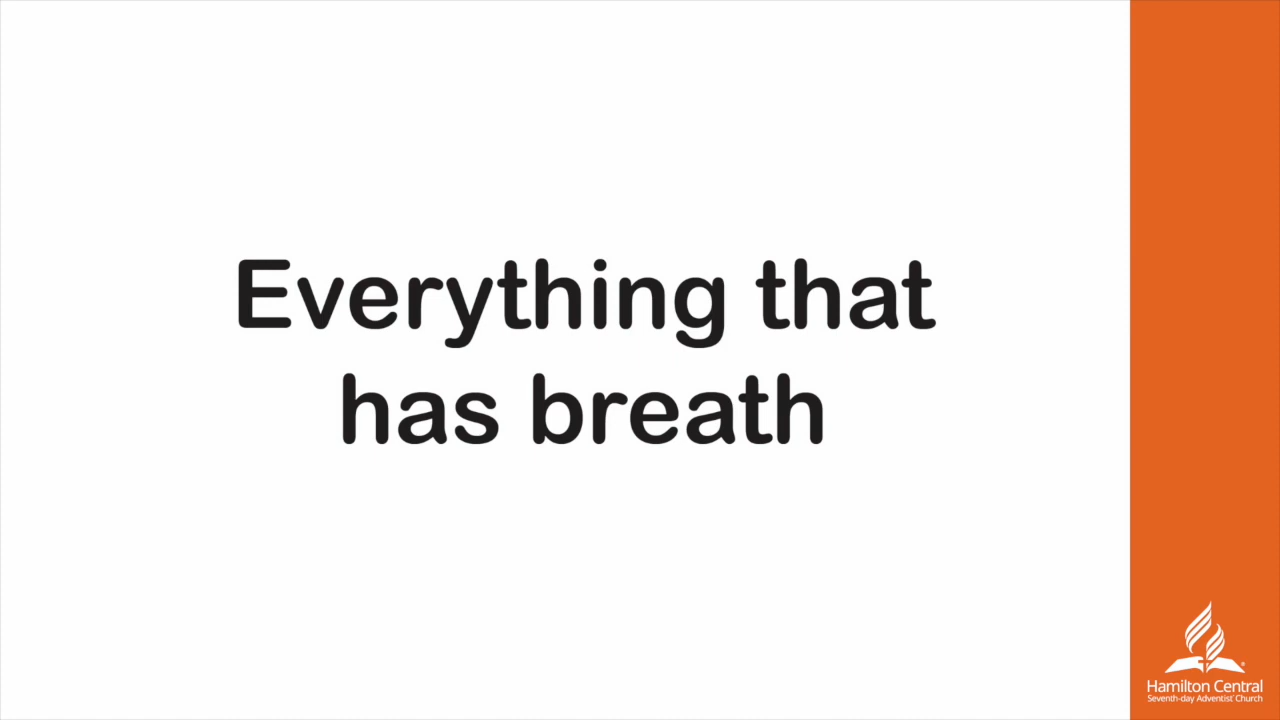 Everything that
has breath
Hamilton Central
Seventh-day Adventist Church